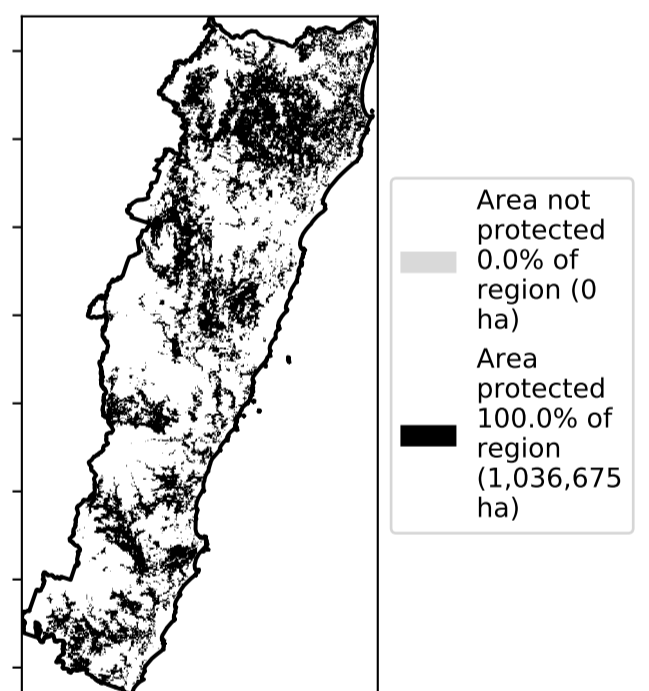 Area not
protected
0.0% of
region (0
ha)
Area
protected
100.0% of
region
(1,036,675
ha)